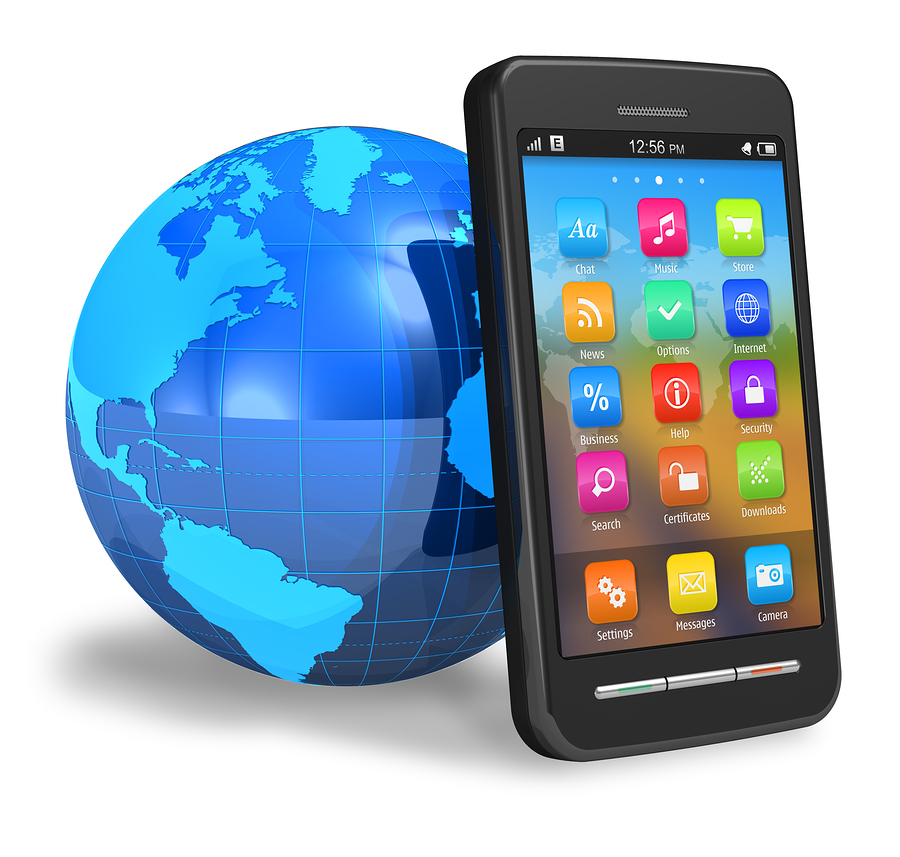 E 12:56 PM
Aa
Chat Music Store
News Options Internet
%
Business Help Security
Search Certificates Downloads
Settings Messages Camera